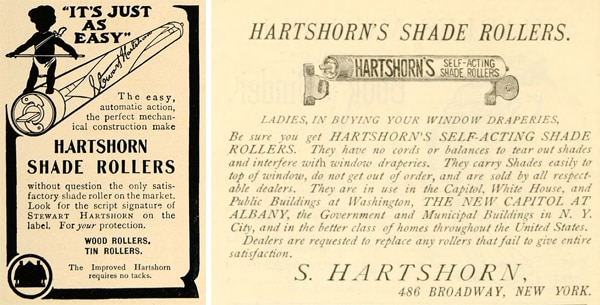 "IT'S JUST
AS
EASY"
Stewart Hartshorn
The easy,
automatic action,
the perfect mechan-
ical construction make
HARTSHORN
SHADE ROLLERS
without question the only satis-
factory shade roller on the market.
Look for the script signature of
STEWART HARTSHORN on the
label. For your protection.
WOOD ROLLERS.
TIN ROLLERS.
The Improved Hartshorn
requires no tacks.
HARTSHORN'S SHADE ROLLERS.
HARTSHORN'S SELF-ACTING
SHADE ROLLERS
LADIES, IN BUYING YOUR WINDOW DRAPERIES,
Be sure you get HARTSHORN'S SELF-ACTING SHADE
ROLLERS. They have no cords or balances to tear out shades
and interfere with window draperies. They carry Shades easily to
top of window, do not get out of order, and are sold by all respect-
able dealers. They are in use in the Capitol, White House, and
Public Buildings at Washington, THE NEW CAPITOL AT
ALBANY, the Government and Municipal Buildings in N. Y.
City, and in the better class of homes throughout the United States.
Dealers are requested to replace any rollers that fail to give entire
satisfaction.
S. HARTSHORN,
486 BROADWAY, NEW YORK.